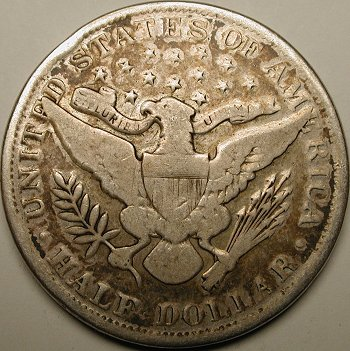 UNITED STATES OF AMERICA
HALF DOLLAR